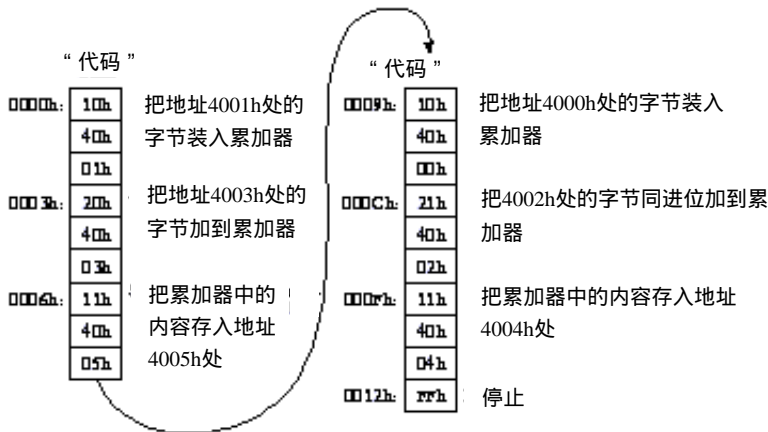 “代码”
0000h: 10h 把地址4001h处的
40h 字节装入累加器
01h
0003h: 20h 把地址4003h处的
40h 字节加到累加器
03h
0006h: 11h 把累加器中的
40h 内容存入地址
05h 4005h处
“代码”
0009h: 10h 把地址4000h处的字节装入
40h 累加器
00h
000Ch: 21h 把4002h处的字节同进位加到累
40h 加器
02h
000Fh: 11h 把累加器中的内容存入地址
40h 4004h处
04h
0012h: FFh 停止